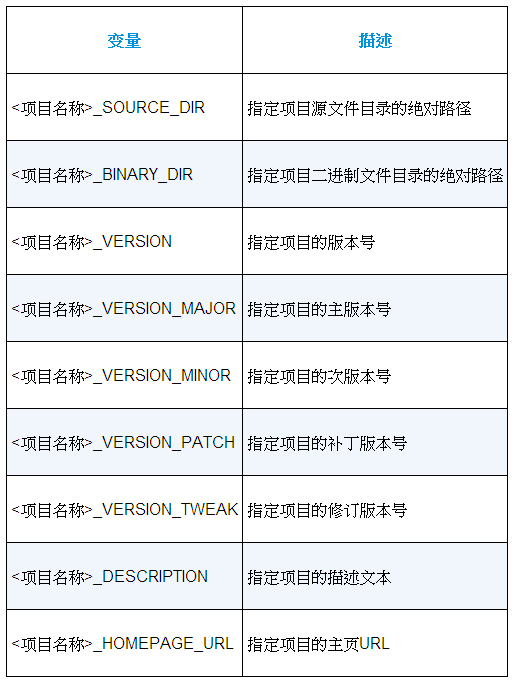 变量 描述
<项目名称>_SOURCE_DIR 指定项目源文件目录的绝对路径
<项目名称>_BINARY_DIR 指定项目二进制文件目录的绝对路径
<项目名称>_VERSION 指定项目的版本号
<项目名称>_VERSION_MAJOR 指定项目的主版本号
<项目名称>_VERSION_MINOR 指定项目的次版本号
<项目名称>_VERSION_PATCH 指定项目的补丁版本号
<项目名称>_VERSION_TWEAK 指定项目的修订版本号
<项目名称>_DESCRIPTION 指定项目的描述文本
<项目名称>_HOMEPAGE_URL 指定项目的主页URL